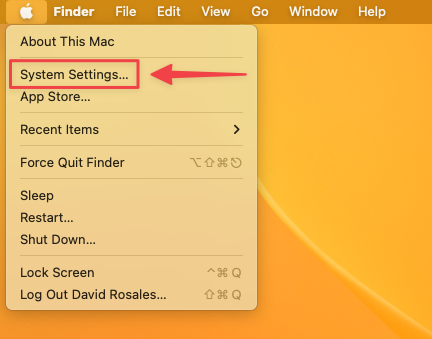 Finder File Edit View Go Window Help
About This Mac
System Settings...
App Store...
Recent Items
Force Quit Finder ⌥⇧⌘⎋
Sleep
Restart...
Shut Down...
Lock Screen ^⌘Q
Log Out David Rosales... ⇧⌘Q